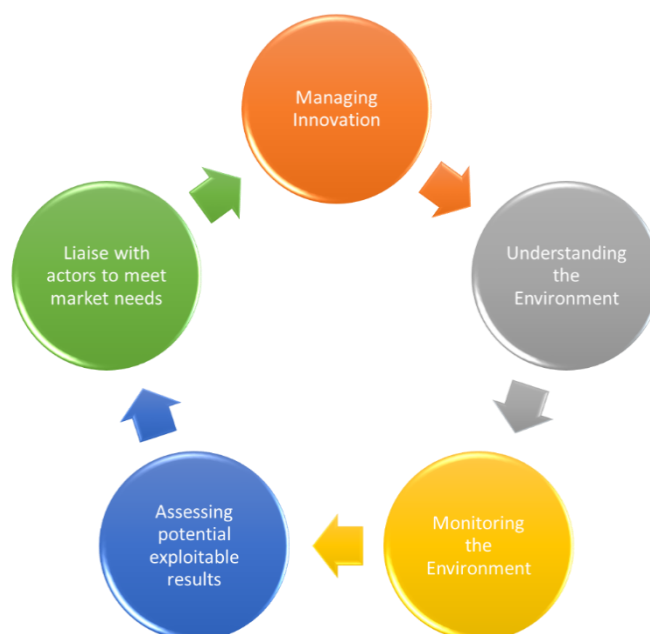 Managing
Innovation
Understanding
the
Environment
Monitoring
the
Environment
Assessing
potential
exploitable
results
Liaise with
actors to meet
market needs